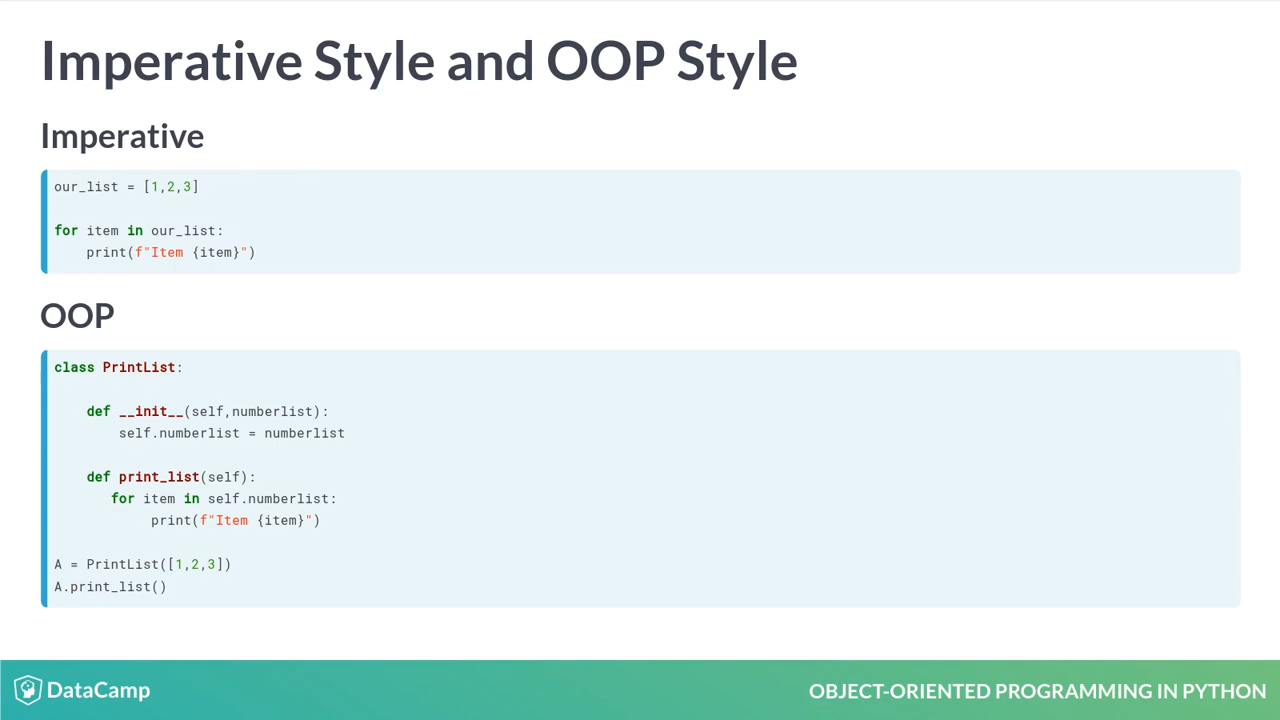 Imperative Style and OOP Style
Imperative
our_list = [1,2,3]
for item in our_list:
    print(f"Item {item}")
OOP
class PrintList:
    def __init__(self,numberlist):
        self.numberlist = numberlist
    def print_list(self):
       for item in self.numberlist:
            print(f"Item {item}")
A = PrintList([1,2,3])
A.print_list()
DataCamp
OBJECT-ORIENTED PROGRAMMING IN PYTHON